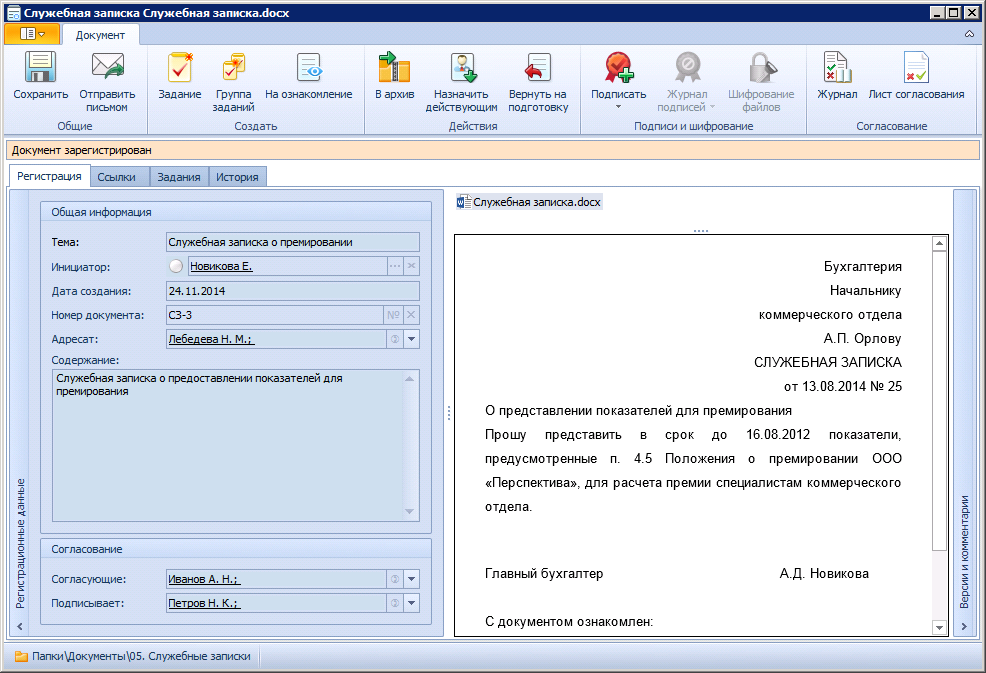 Служебная записка Служебная записка.docx
Документ
Сохранить
Отправить
письмом
Задание
Группа
заданий
На ознакомление
В архив
Назначить
действующим
Вернуть на
подготовку
Подписать
Журнал
подписей
Шифрование
файлов
Журнал
Лист согласования
Общие
Создать
Действия
Подписи и шифрование
Согласование
Документ зарегистрирован
Регистрация
Ссылки
Задания
История
Регистрационные данные
Общая информация
Тема:
Служебная записка о премировании
Инициатор:
Новикова Е.
Дата создания:
24.11.2014
Номер документа:
СЗ-3
№
Адресат:
Лебедева Н. М.;
Содержание:
Служебная записка о предоставлении показателей для
премирования
Согласование
Согласующие:
Иванов А. Н.;
Подписывает:
Петров Н. К.;
Служебная записка.docx
Бухгалтерия
Начальнику
коммерческого отдела
А.П. Орлову
СЛУЖЕБНАЯ ЗАПИСКА
от 13.08.2014 № 25
О представлении показателей для премирования
Прошу представить в срок до 16.08.2012 показатели,
предусмотренные п. 4.5 Положения о премировании ООО
«Перспектива», для расчета премии специалистам коммерческого
отдела.
Главный бухгалтер А.Д. Новикова
С документом ознакомлен:
Версии и комментарии
Папки\Документы\05. Служебные записки